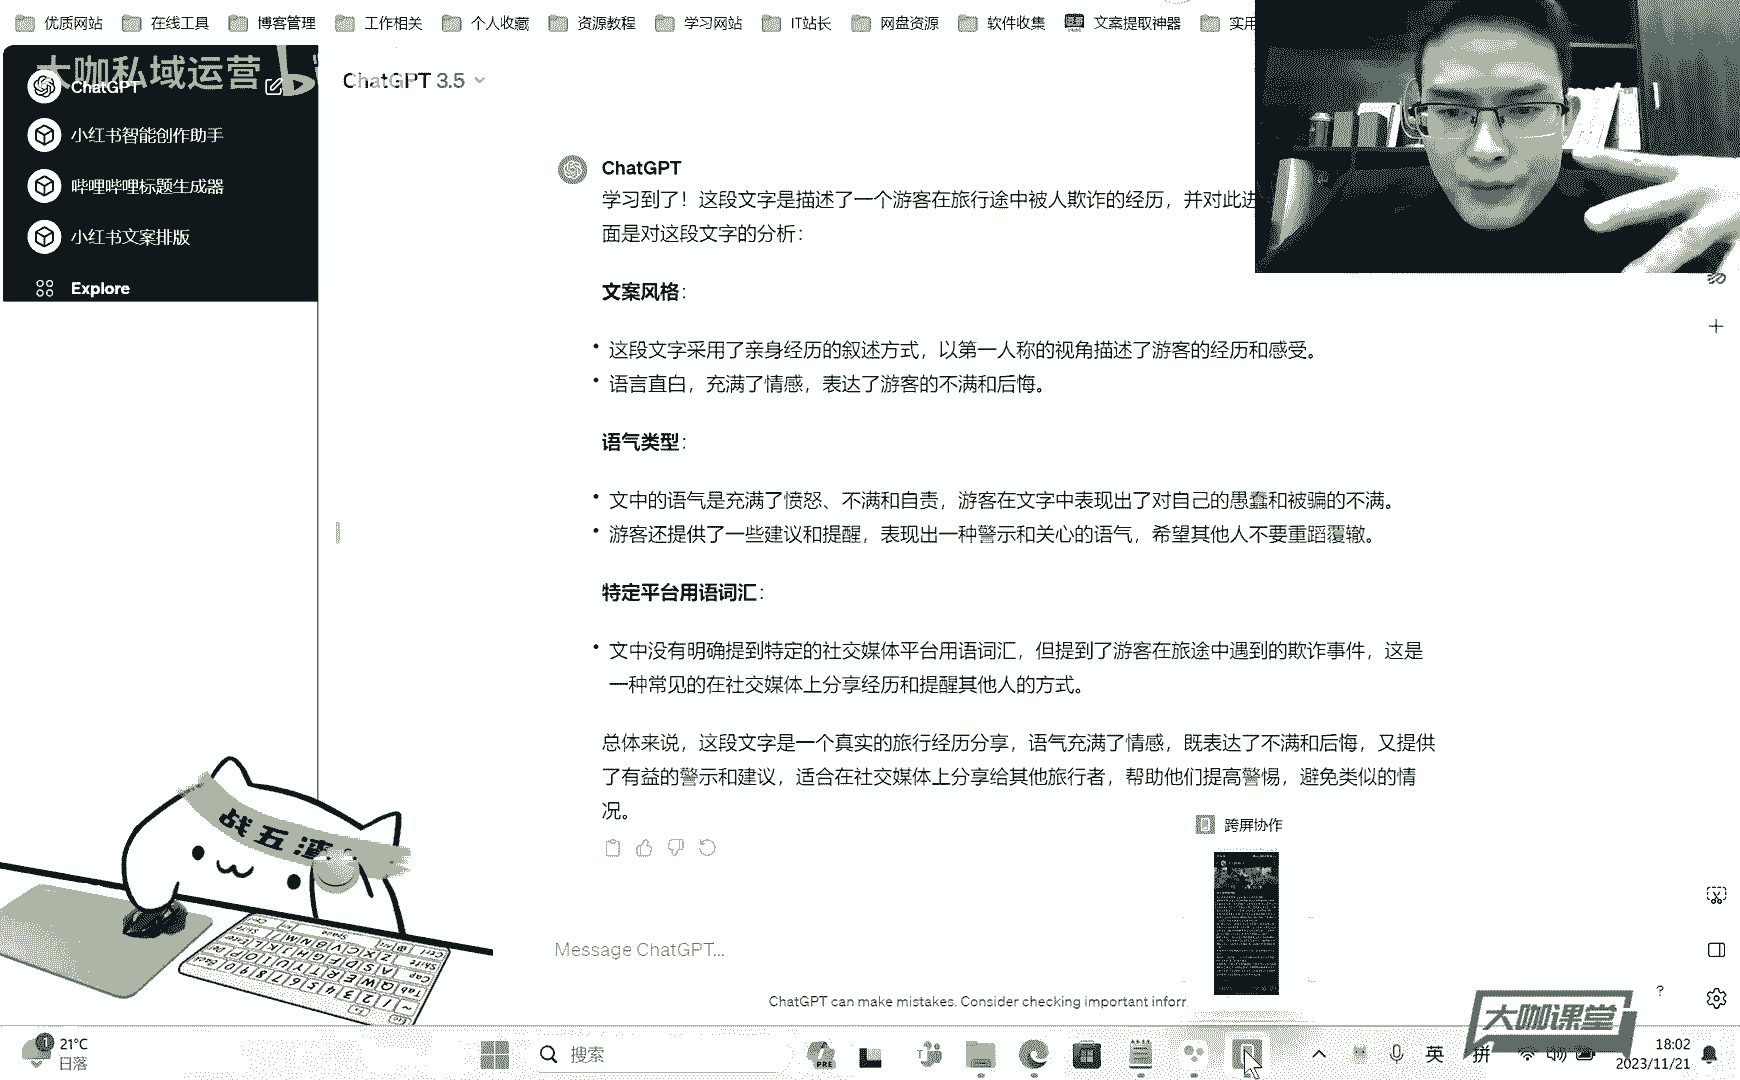 优质网站 在线工具 博客管理 工作相关 个人收藏 资源教程 学习网站 IT站长 网盘资源 软件收集 文案提取神器 实用
大咖私域运营
ChatGPT
小红书智能创作助手
哔哩哔哩标题生成器
小红书文案排版
Explore
ChatGPT 3.5
ChatGPT
学习到了！这段文字是描述了一个游客在旅行途中被人欺诈的经历，并对此进
面是对这段文字的分析：
文案风格：
• 这段文字采用了亲身经历的叙述方式，以第一人称的视角描述了游客的经历和感受。
• 语言直白，充满了情感，表达了游客的不满和后悔。
语气类型：
• 文中的语气是充满了愤怒、不满和自责，游客在文字中表现出了对自己的愚蠢和被骗的不满。
• 游客还提供了一些建议和提醒，表现出一种警示和关心的语气，希望其他人不要重蹈覆辙。
特定平台用语词汇：
• 文中没有明确提到特定的社交媒体平台用语词汇，但提到了游客在旅途中遇到的欺诈事件，这是
一种常见的在社交媒体上分享经历和提醒其他人的方式。
总体来说，这段文字是一个真实的旅行经历分享，语气充满了情感，既表达了不满和后悔，又提供
了有益的警示和建议，适合在社交媒体上分享给其他旅行者，帮助他们提高警惕，避免类似的情
况。
跨屏协作
战五渣
Message ChatGPT...
ChatGPT can make mistakes. Consider checking important inforr
?
大咖课堂
1
21°C
日落
搜索
PRE
英
拼
18:02
2023/11/21